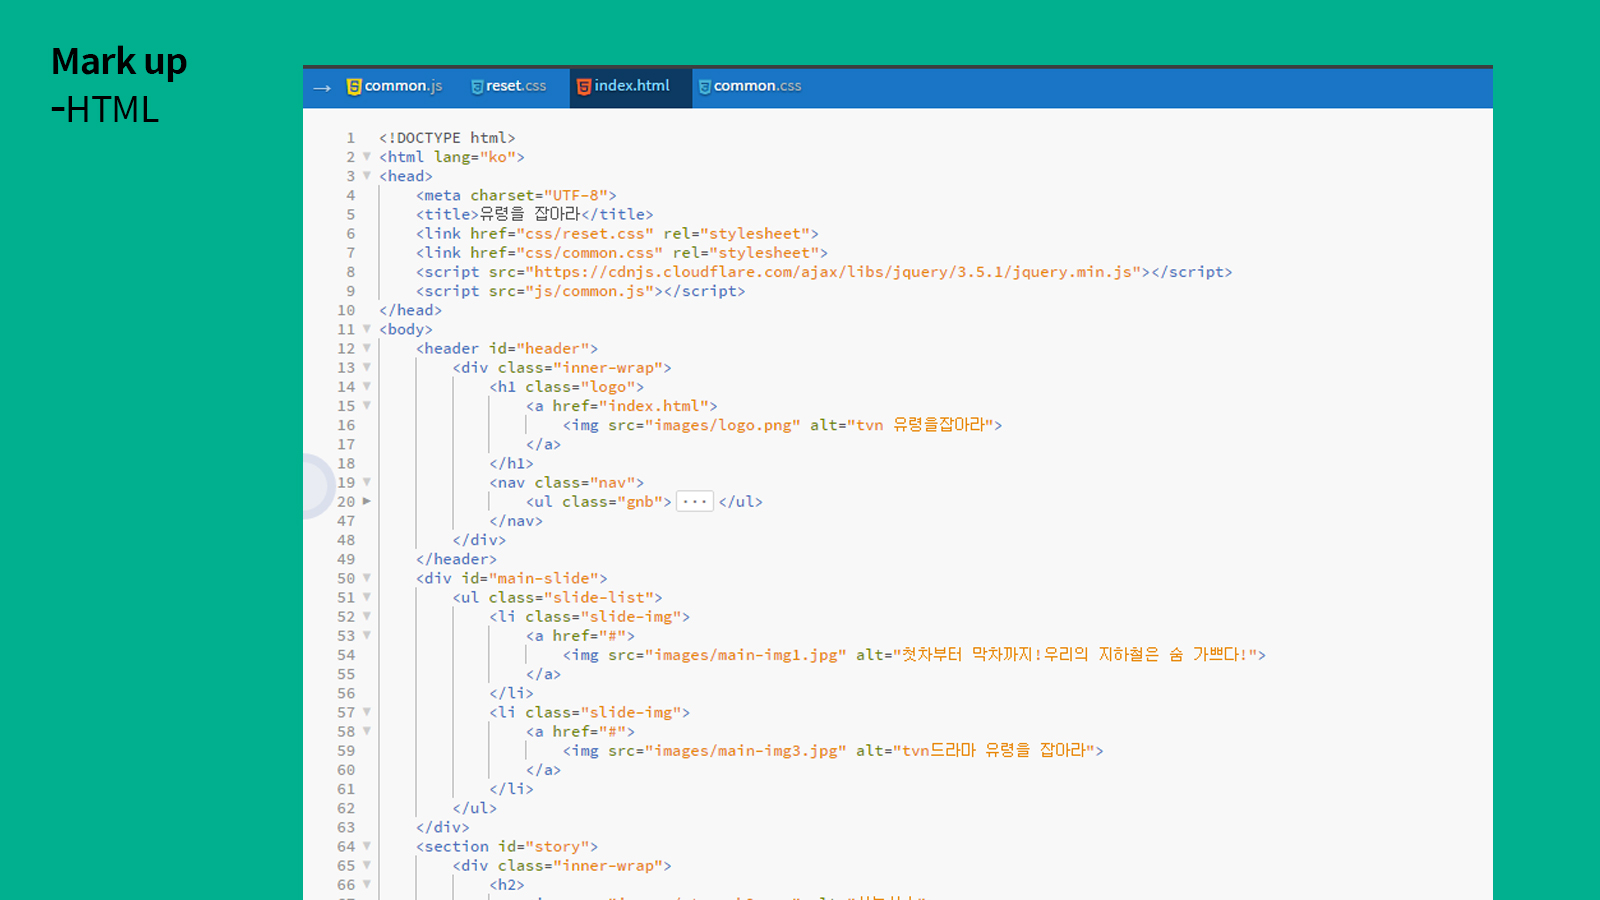 Mark up
-HTML
→ common.js reset.css index.html common.css
1 <!DOCTYPE html>
2 <html lang="ko">
3 <head>
4 <meta charset="UTF-8">
5 <title>유령을 잡아라</title>
6 <link href="css/reset.css" rel="stylesheet">
7 <link href="css/common.css" rel="stylesheet">
8 <script src="https://cdnjs.cloudflare.com/ajax/libs/jquery/3.5.1/jquery.min.js"></script>
9 <script src="js/common.js"></script>
10 </head>
11 <body>
12 <header id="header">
13 <div class="inner-wrap">
14 <h1 class="logo">
15 <a href="index.html">
16 <img src="images/logo.png" alt="tvn 유령을잡아라">
17 </a>
18 </h1>
19 <nav class="nav">
20 <ul class="gnb">...</ul>
47 </nav>
48 </div>
49 </header>
50 <div id="main-slide">
51 <ul class="slide-list">
52 <li class="slide-img">
53 <a href="#">
54 <img src="images/main-img1.jpg" alt="첫차부터 막차까지!우리의 지하철은 숨 가쁘다!">
55 </a>
56 </li>
57 <li class="slide-img">
58 <a href="#">
59 <img src="images/main-img3.jpg" alt="tvn드라마 유령을 잡아라">
60 </a>
61 </li>
62 </ul>
63 </div>
64 <section id="story">
65 <div class="inner-wrap">
66 <h2>